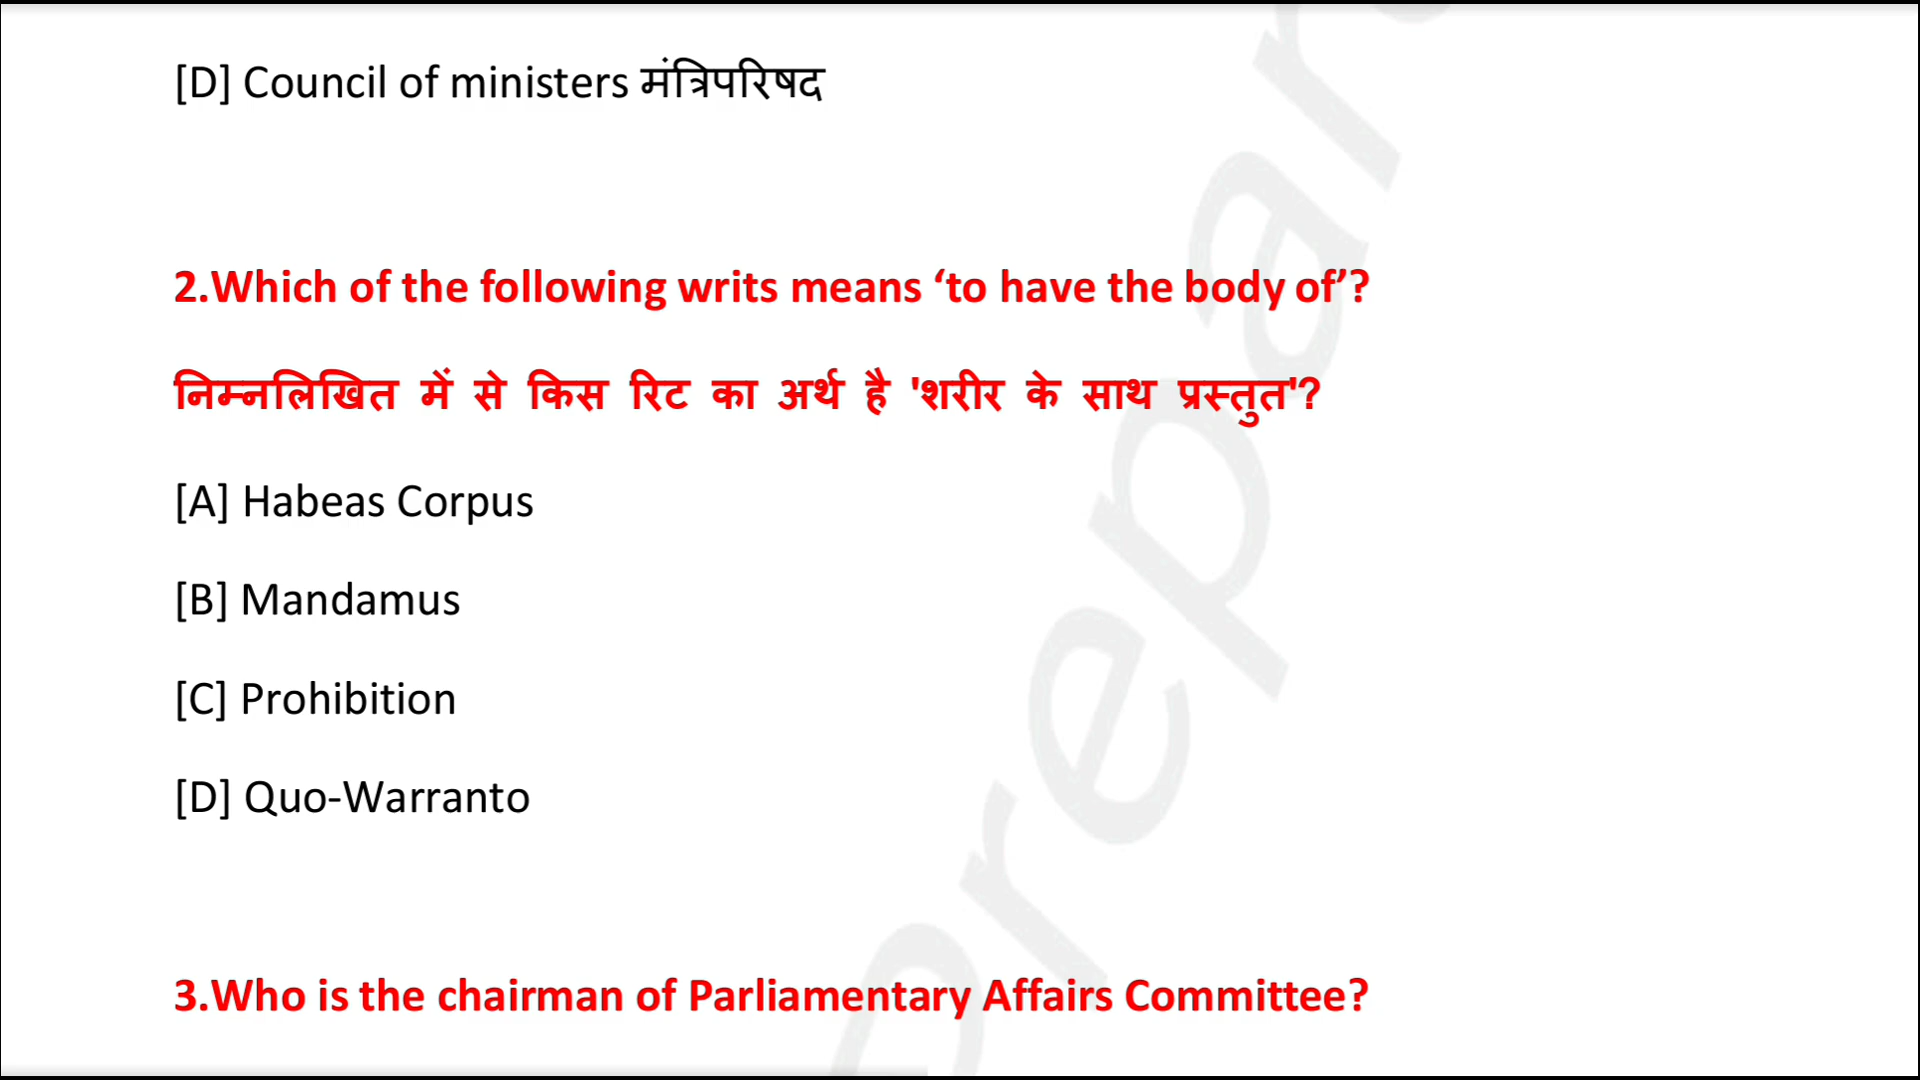 [D] Council of ministers मंत्रिपरिषद
2.Which of the following writs means ‘to have the body of’?
निम्नलिखित में से किस रिट का अर्थ है 'शरीर के साथ प्रस्तुत'?
[A] Habeas Corpus
[B] Mandamus
[C] Prohibition
[D] Quo-Warranto
3.Who is the chairman of Parliamentary Affairs Committee?